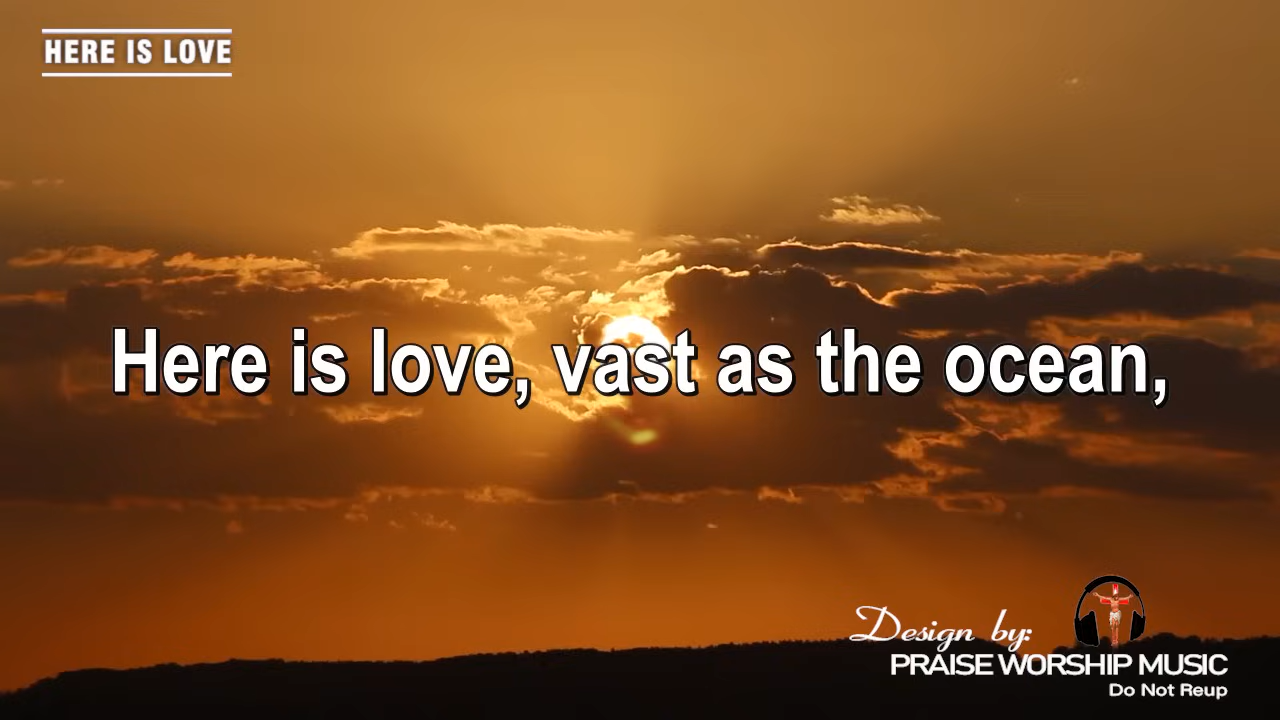 HERE IS LOVE
Here is love, vast as the ocean,
Design by:
PRAISE WORSHIP MUSIC
Do Not Reup